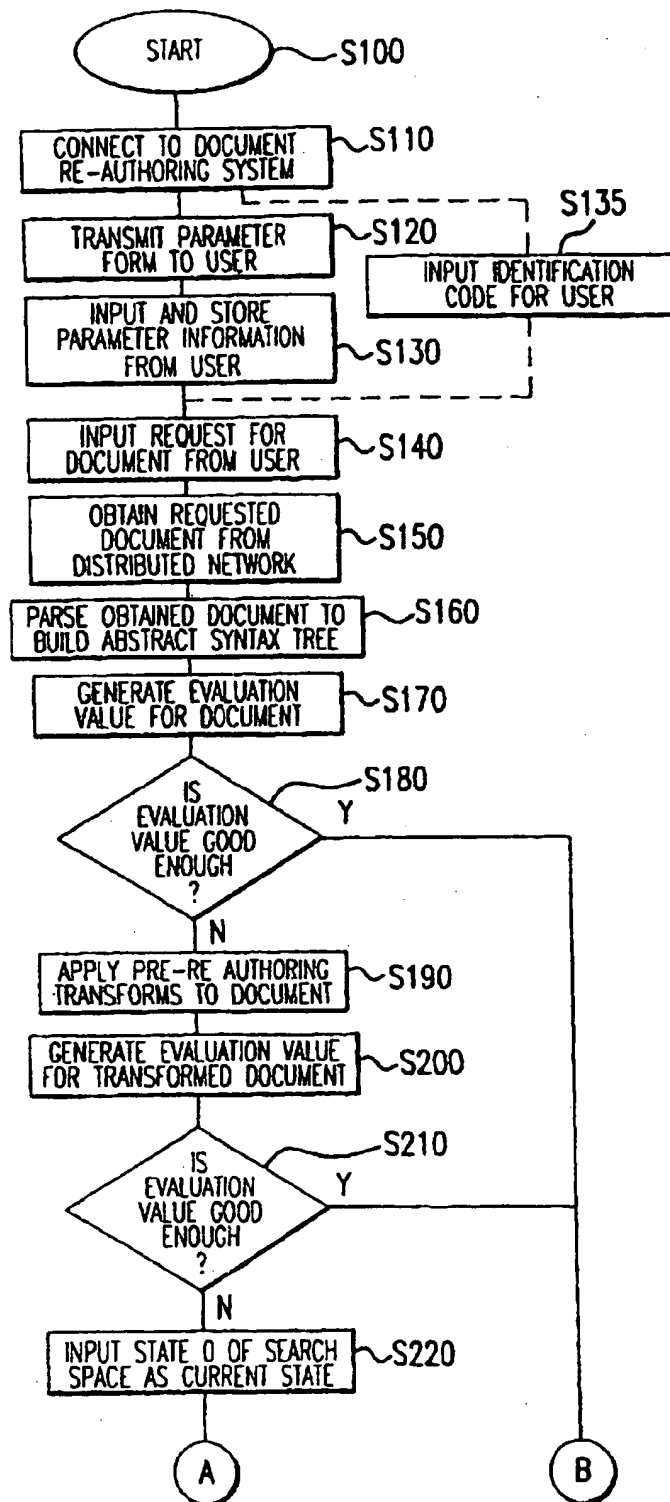 START
S100
CONNECT TO DOCUMENT
RE-AUTHORING SYSTEM
S110
TRANSMIT PARAMETER
FORM TO USER
S120
S135
INPUT IDENTIFICATION
CODE FOR USER
INPUT AND STORE
PARAMETER INFORMATION
FROM USER
S130
INPUT REQUEST FOR
DOCUMENT FROM USER
S140
OBTAIN REQUESTED
DOCUMENT FROM
DISTRIBUTED NETWORK
S150
PARSE OBTAINED DOCUMENT TO
BUILD ABSTRACT SYNTAX TREE
S160
GENERATE EVALUATION
VALUE FOR DOCUMENT
S170
IS
EVALUATION
VALUE GOOD
ENOUGH
?
S180
Y
N
APPLY PRE-RE AUTHORING
TRANSFORMS TO DOCUMENT
S190
GENERATE EVALUATION VALUE
FOR TRANSFORMED DOCUMENT
S200
IS
EVALUATION
VALUE GOOD
ENOUGH
?
S210
Y
N
INPUT STATE 0 OF SEARCH
SPACE AS CURRENT STATE
S220
A
B